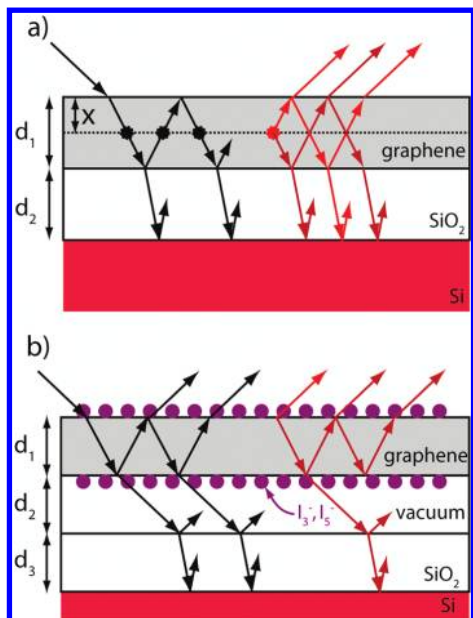 a)
x
d₁
graphene
d₂
SiO₂
Si
b)
d₁
graphene
d₂
I₃⁻, I₅⁻
vacuum
d₃
SiO₂
Si